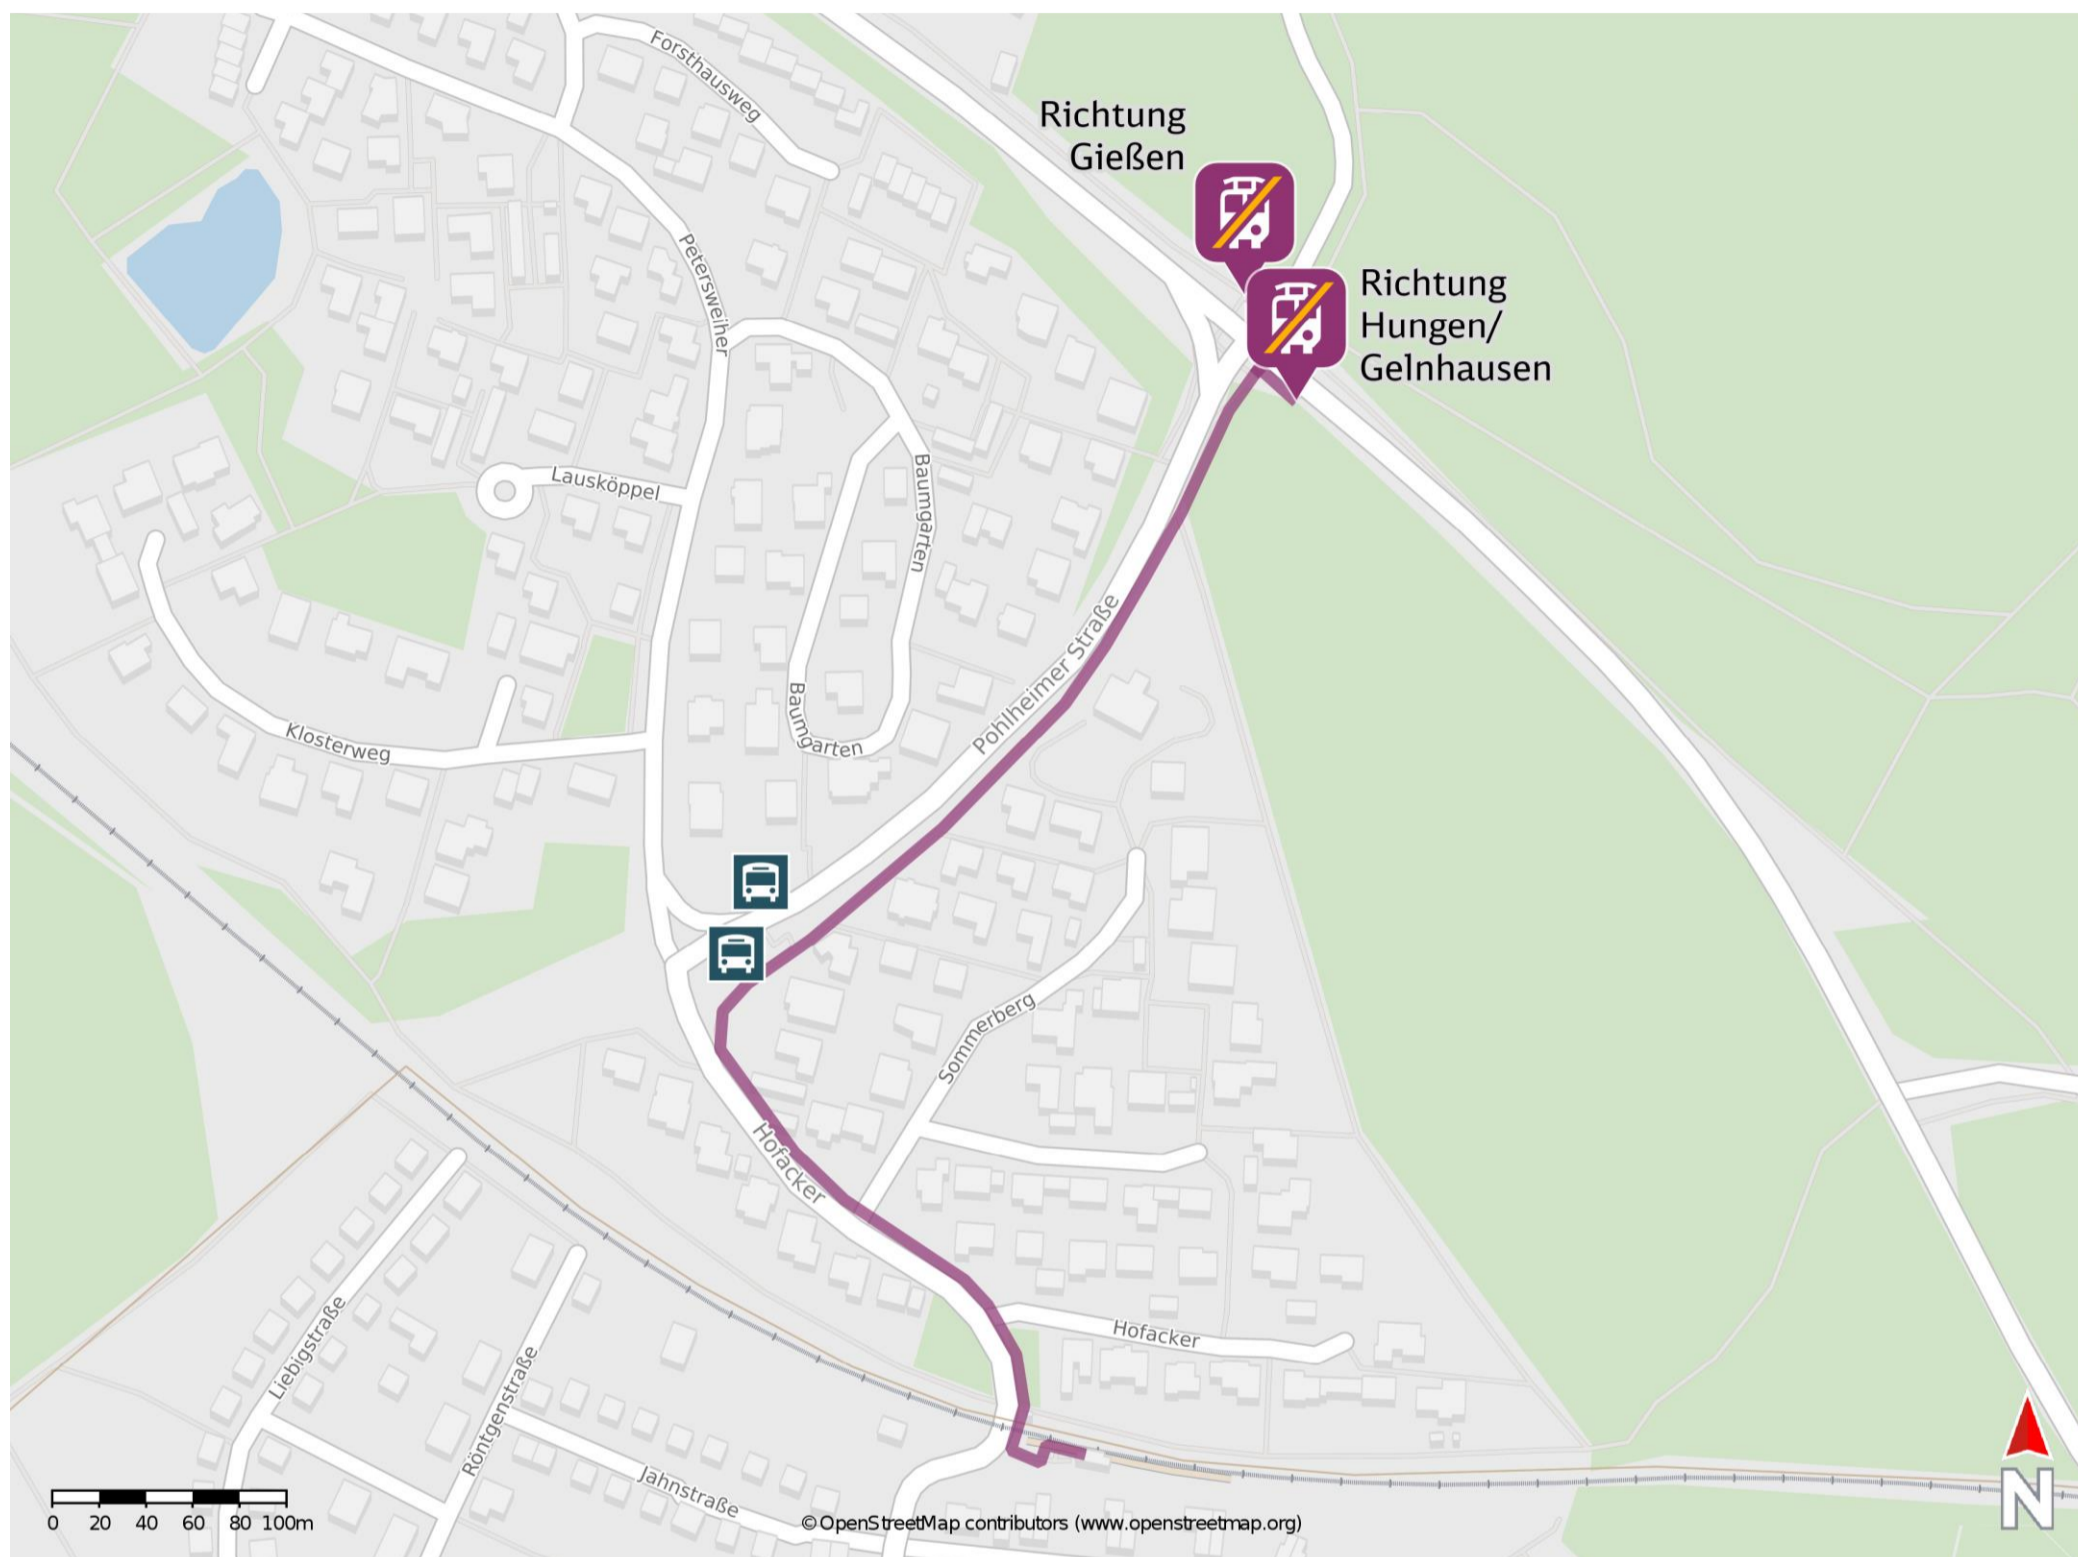 Forsthausweg
Richtung
Gießen
Petersweiher
Richtung
Hungen/
Gelnhausen
Lausköppel
Baumgarten
Pohlheimer Straße
Baumgarten
Klosterweg
Sommerberg
Hofacker
Hofacker
Liebigstraße
Röntgenstraße
Jahnstraße
0 20 40 60 80 100m
© OpenStreetMap contributors (www.openstreetmap.org)
N